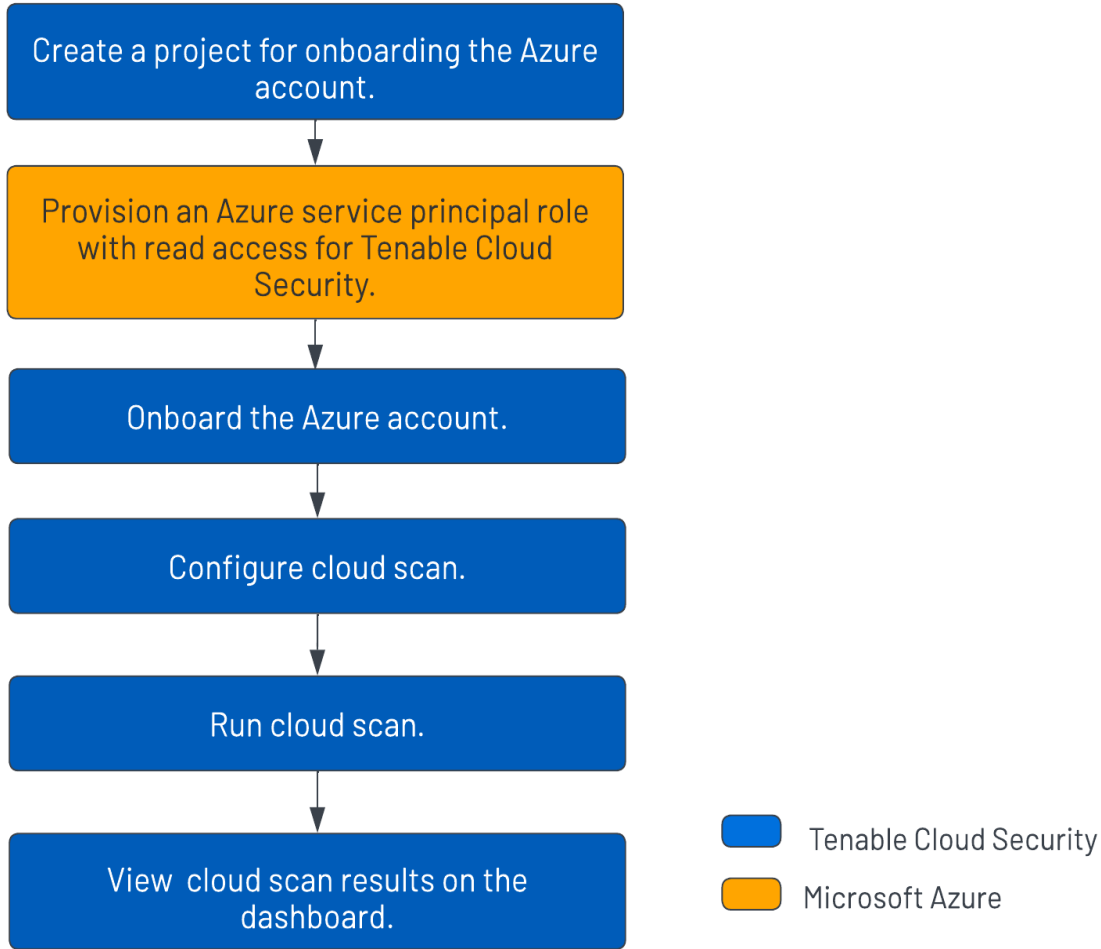 Create a project for onboarding the Azure
account.
Provision an Azure service principal role
with read access for Tenable Cloud
Security.
Onboard the Azure account.
Configure cloud scan.
Run cloud scan.
View  cloud scan results on the
dashboard.
Tenable Cloud Security
Microsoft Azure